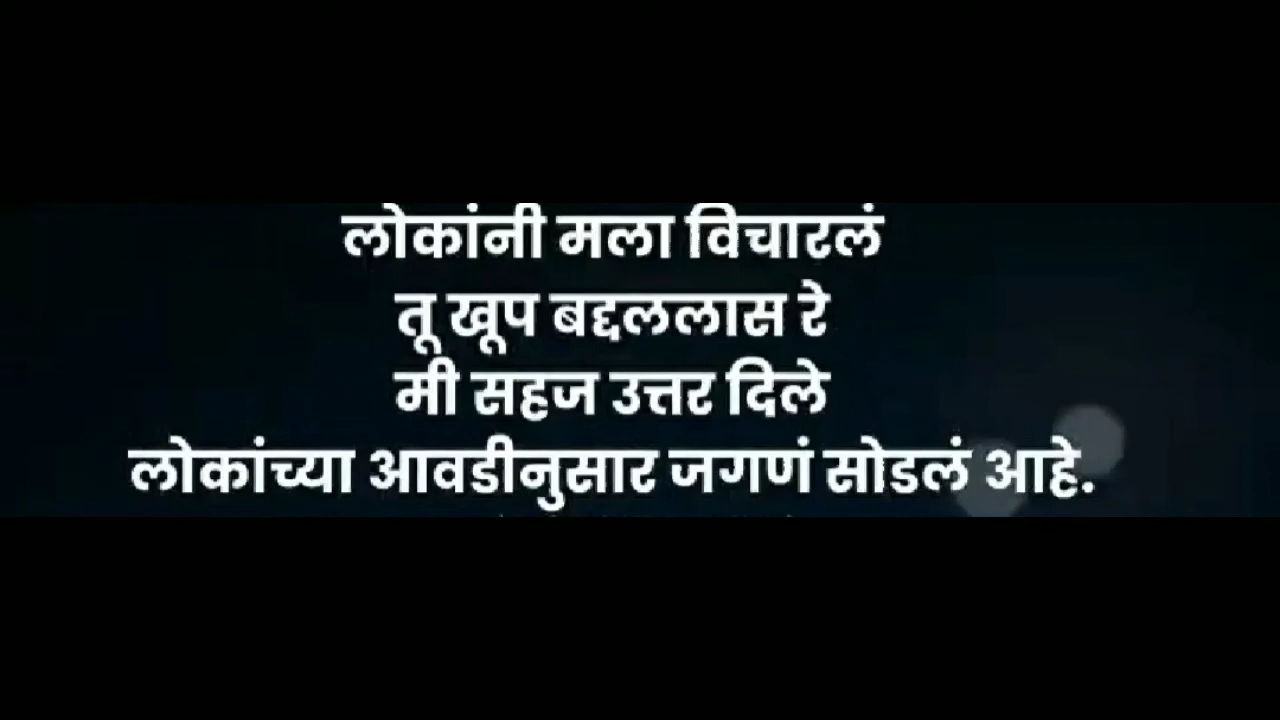 लोकांनी मला विचारलं
तू खूप बद्दललास रे
मी सहज उत्तर दिले
लोकांच्या आवडीनुसार जगणं सोडलं आहे.